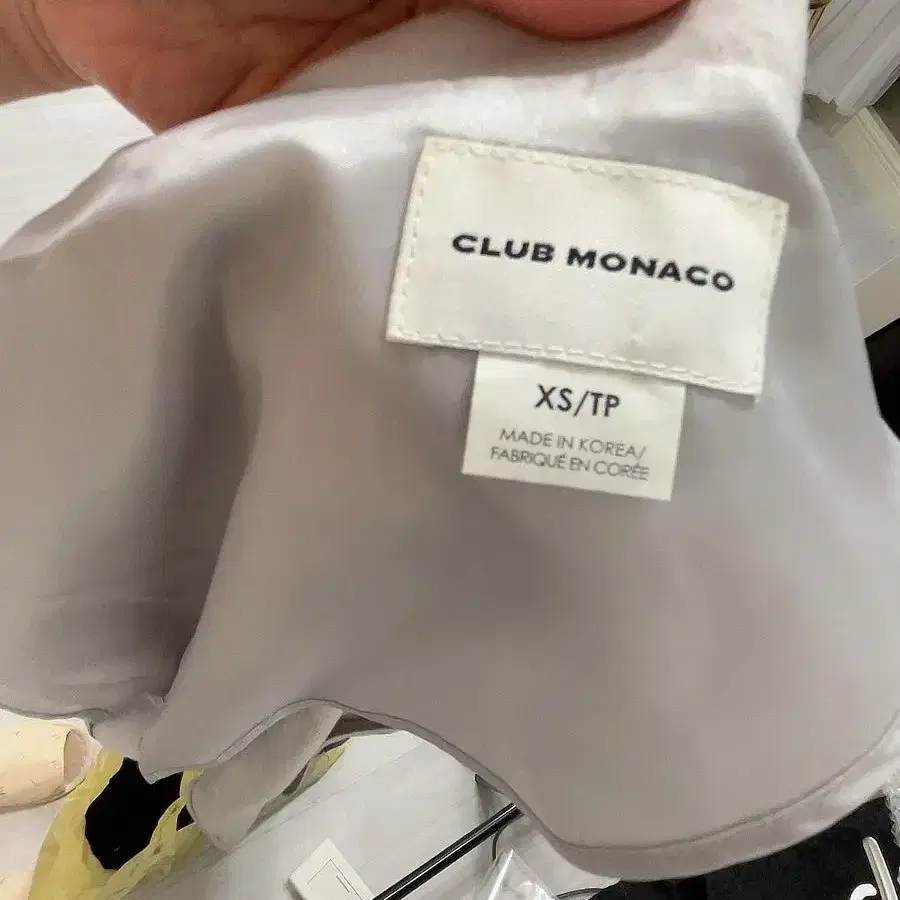 CLUB MONACO
XS/TP
MADE IN KOREA/
FABRIQUÉ EN CORÉE